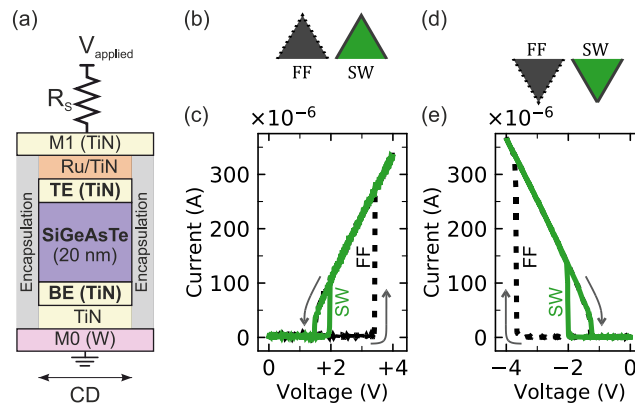 (a)
V_applied
R_S
M1 (TiN)
Ru/TiN
TE (TiN)
SiGeAsTe
(20 nm)
BE (TiN)
TiN
M0 (W)
Encapsulation
Encapsulation
CD
(b)
FF
SW
(c)
×10⁻⁶
Current (A)
300
200
100
0
FF
SW
0
+2
+4
Voltage (V)
(d)
FF
SW
(e)
×10⁻⁶
Current (A)
300
200
100
0
FF
SW
−4
−2
0
Voltage (V)